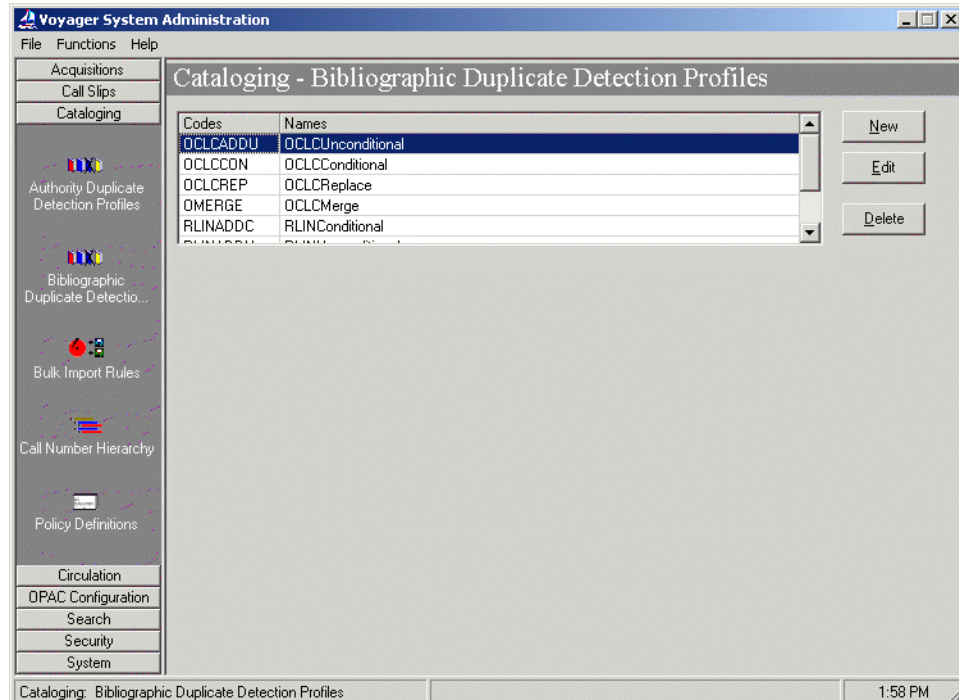 Voyager System Administration
File Functions Help
Acquisitions
Call Slips
Cataloging
Authority Duplicate
Detection Profiles
Bibliographic
Duplicate Detectio...
Bulk Import Rules
Call Number Hierarchy
Policy Definitions
Circulation
OPAC Configuration
Search
Security
System
Cataloging - Bibliographic Duplicate Detection Profiles
Codes Names
OCLCADDU OCLCUnconditional
OCLCCON OCLCConditional
OCLCREP OCLCReplace
OMERGE OCLCMerge
RLINADDC RLINConditional
New
Edit
Delete
Cataloging: Bibliographic Duplicate Detection Profiles
1:58 PM